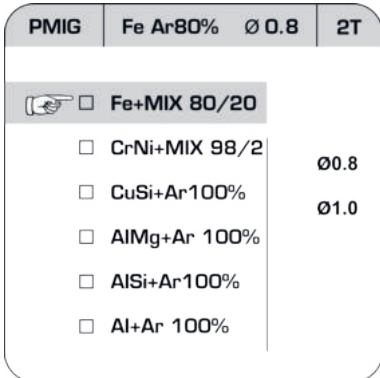 PMIG Fe Ar80% Ø 0.8 2T
Fe+MIX 80/20
CrNi+MIX 98/2
Ø0.8
CuSi+Ar100%
Ø1.0
AlMg+Ar 100%
AlSi+Ar100%
Al+Ar 100%